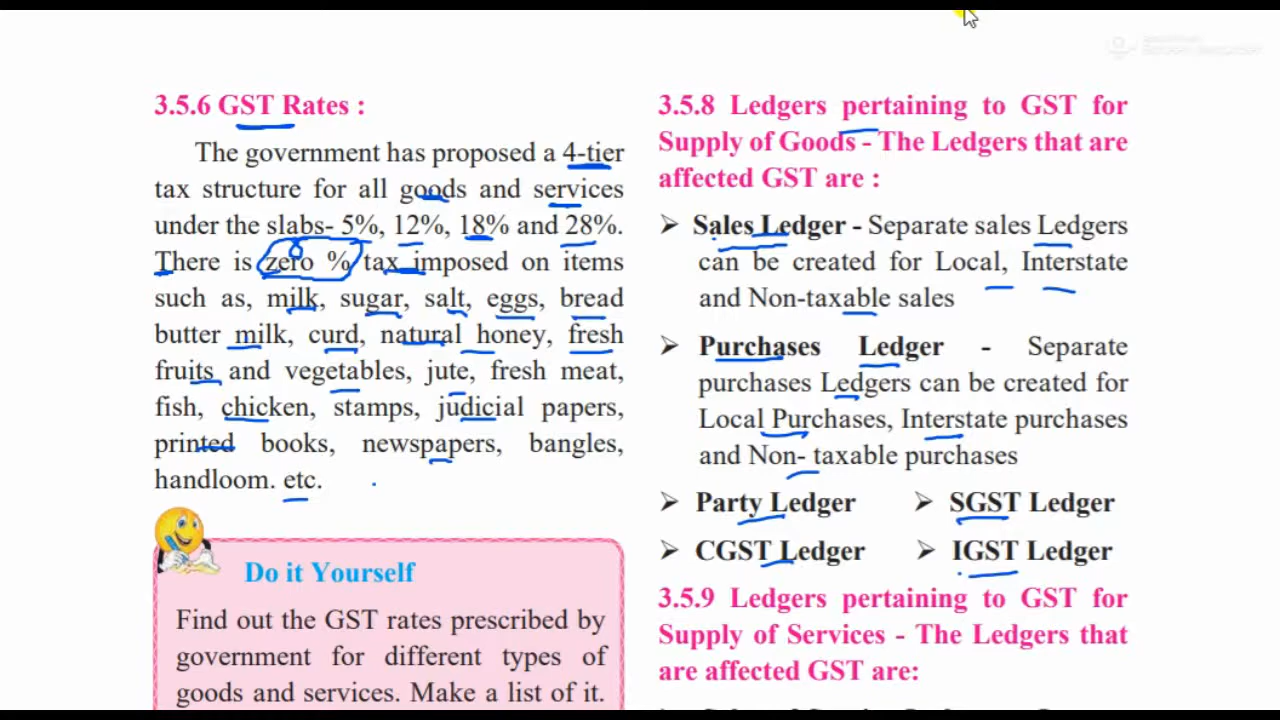 3.5.6 GST Rates :
The government has proposed a 4-tier
tax structure for all goods and services
under the slabs- 5%, 12%, 18% and 28%.
There is zero % tax imposed on items
such as, milk, sugar, salt, eggs, bread
butter milk, curd, natural honey, fresh
fruits and vegetables, jute, fresh meat,
fish, chicken, stamps, judicial papers,
printed books, newspapers, bangles,
handloom. etc.
Do it Yourself
Find out the GST rates prescribed by
government for different types of
goods and services. Make a list of it.
3.5.8 Ledgers pertaining to GST for
Supply of Goods - The Ledgers that are
affected GST are :
➢ Sales Ledger - Separate sales Ledgers
can be created for Local, Interstate
and Non-taxable sales
➢ Purchases Ledger - Separate
purchases Ledgers can be created for
Local Purchases, Interstate purchases
and Non- taxable purchases
➢ Party Ledger ➢ SGST Ledger
➢ CGST Ledger ➢ IGST Ledger
3.5.9 Ledgers pertaining to GST for
Supply of Services - The Ledgers that
are affected GST are: